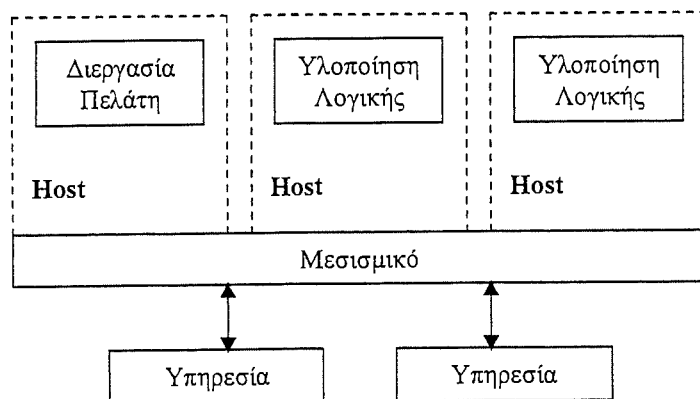 Διεργασία
Πελάτη
Υλοποίηση
Λογικής
Υλοποίηση
Λογικής
Host
Host
Host
Μεσισμικό
Υπηρεσία
Υπηρεσία